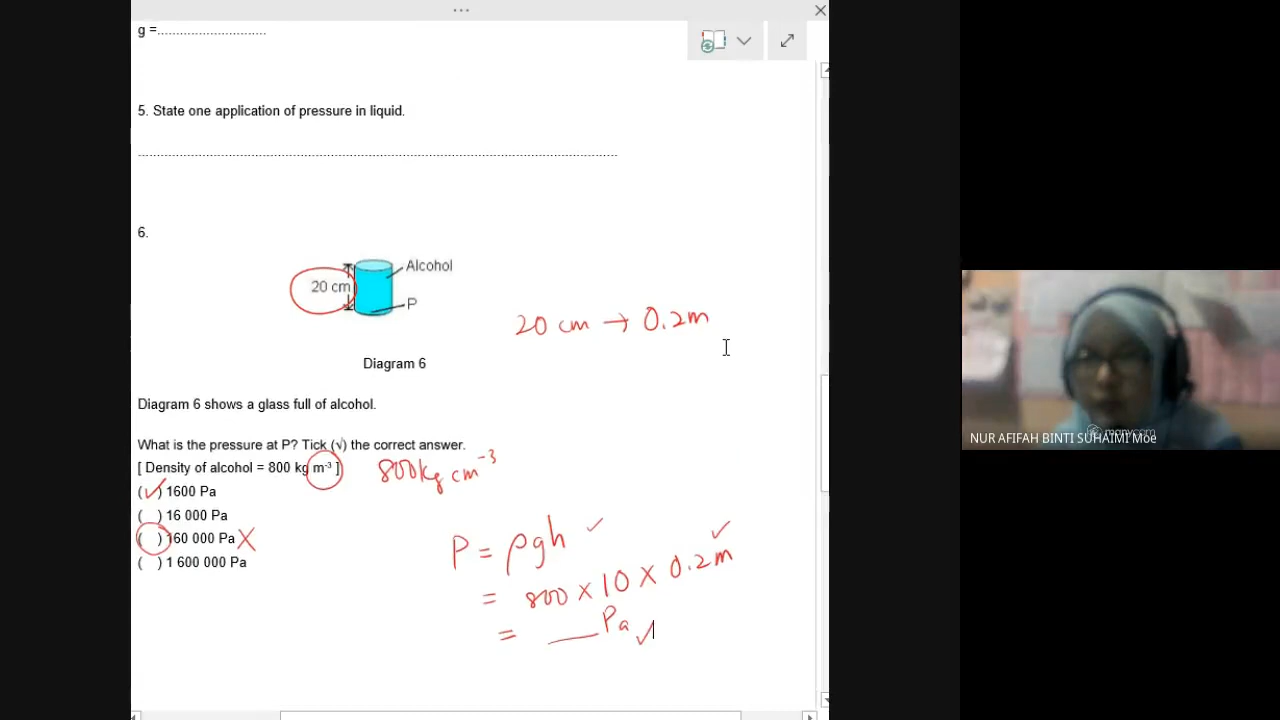 g =...........................
5. State one application of pressure in liquid.
6.
Alcohol
20 cm
P
20 cm → 0.2m
Diagram 6
Diagram 6 shows a glass full of alcohol.
What is the pressure at P? Tick (√) the correct answer.
[ Density of alcohol = 800 kg m⁻³ ]
800kg cm⁻³
(✓) 1600 Pa
( ) 16 000 Pa
( ) 160 000 Pa X
( ) 1 600 000 Pa
P = ρgh ✓
= 800 × 10 × 0.2m ✓
= ___ Pa ✓
NUR AFIFAH BINTI SUHAIMI Moe